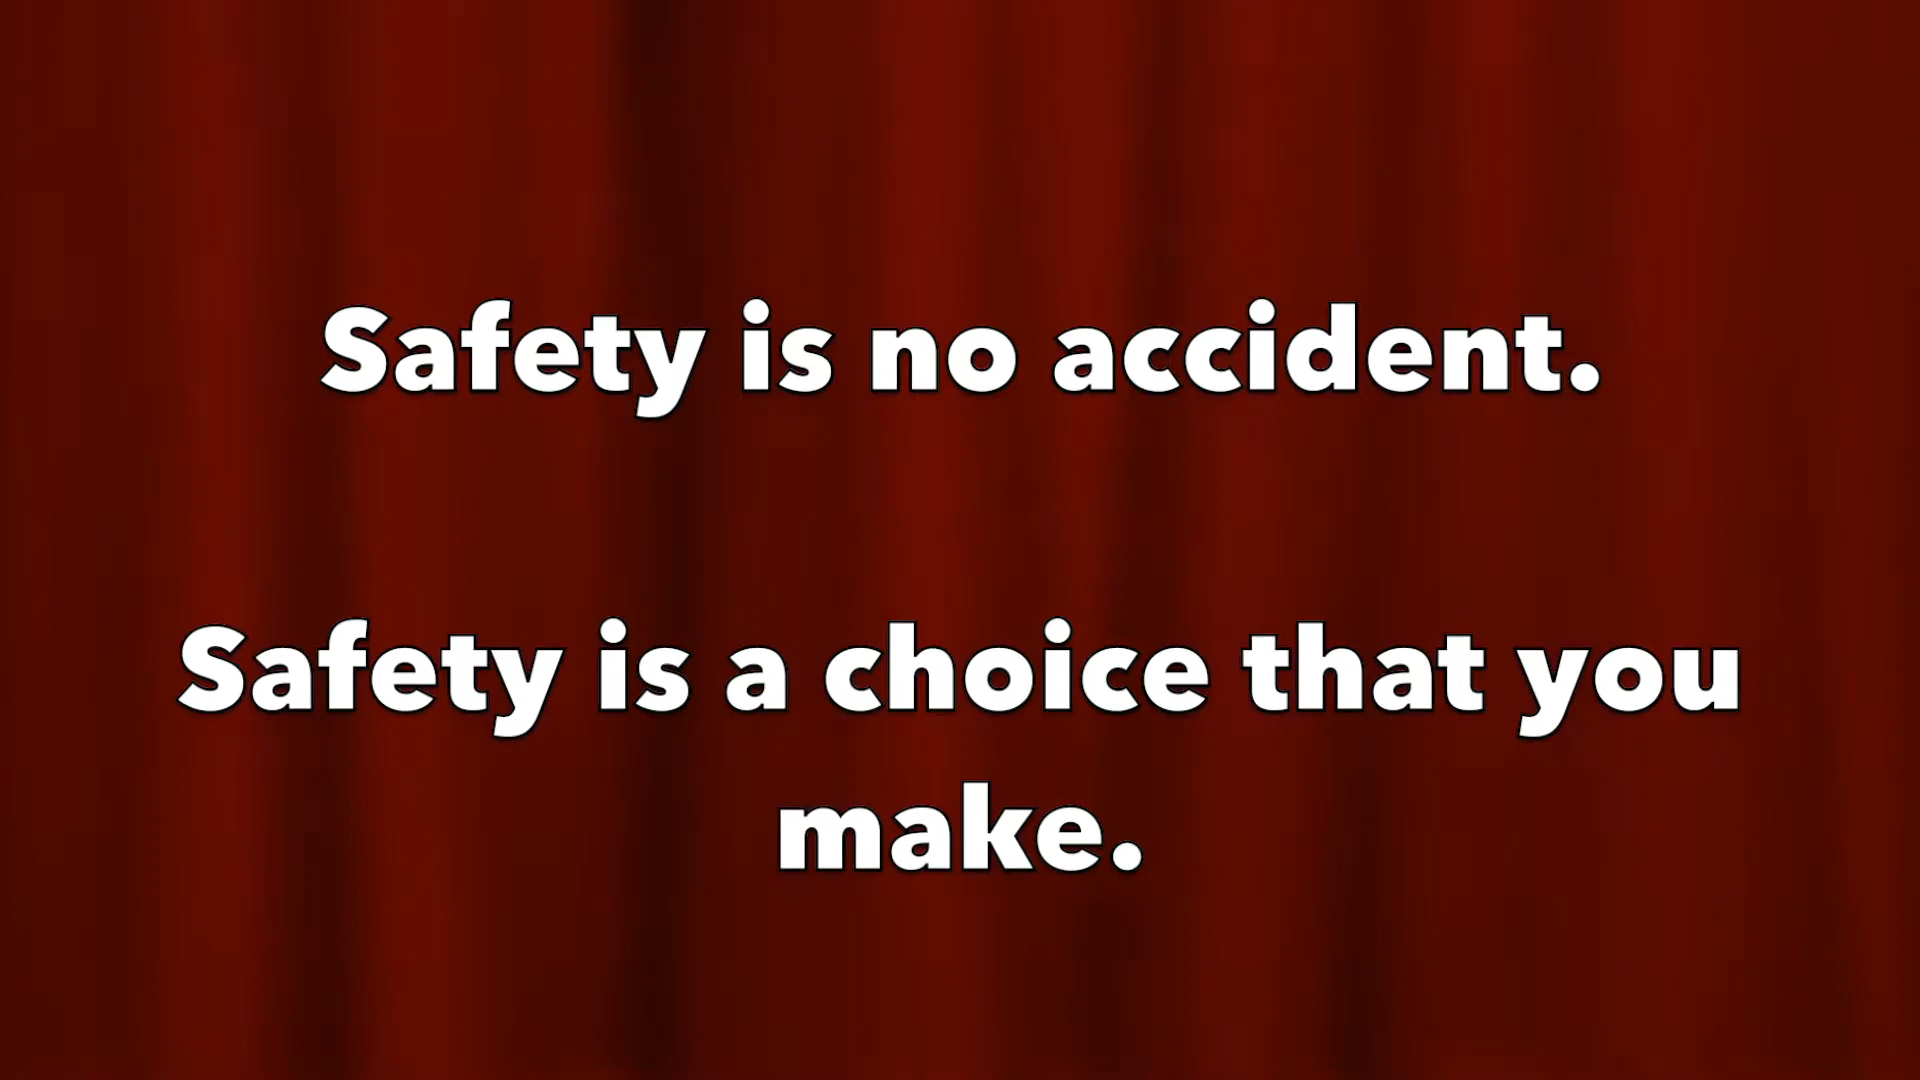 Safety is no accident.
Safety is a choice that you
make.